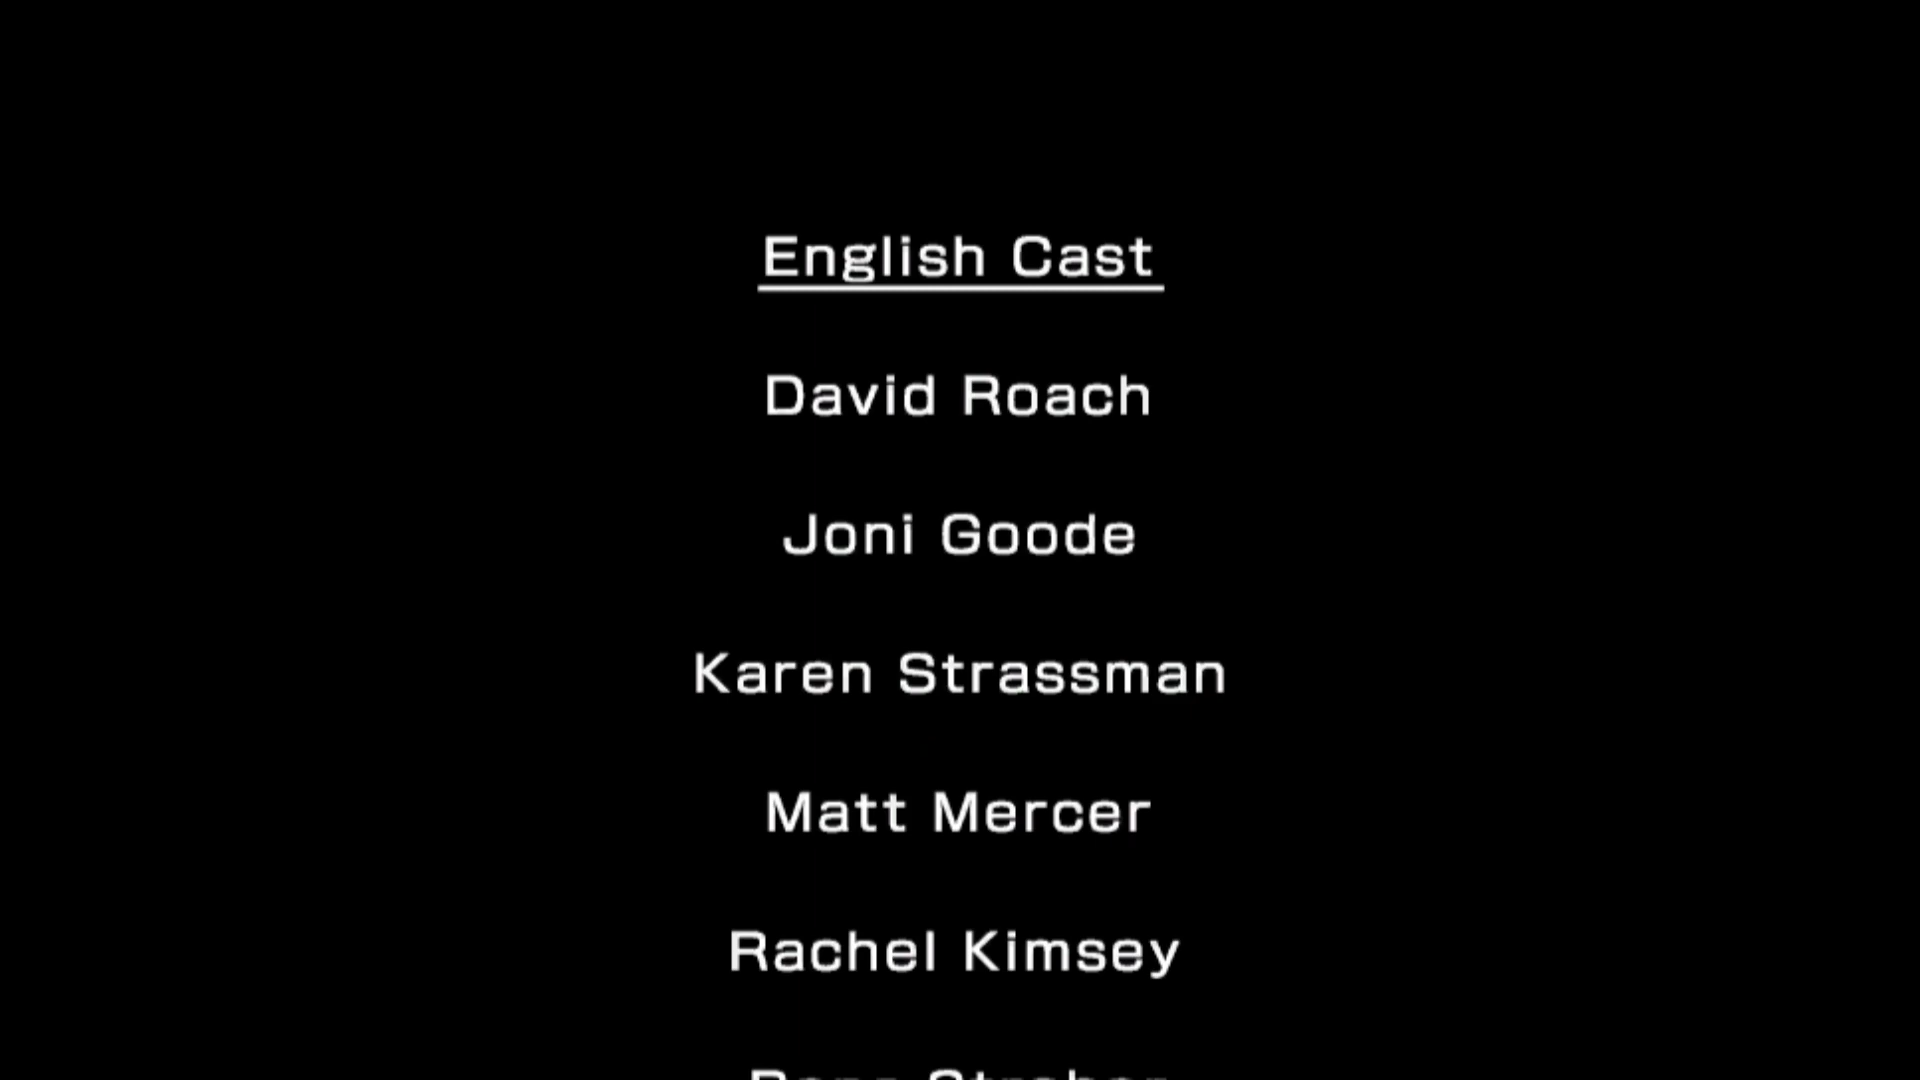 English Cast
David Roach
Joni Goode
Karen Strassman
Matt Mercer
Rachel Kimsey